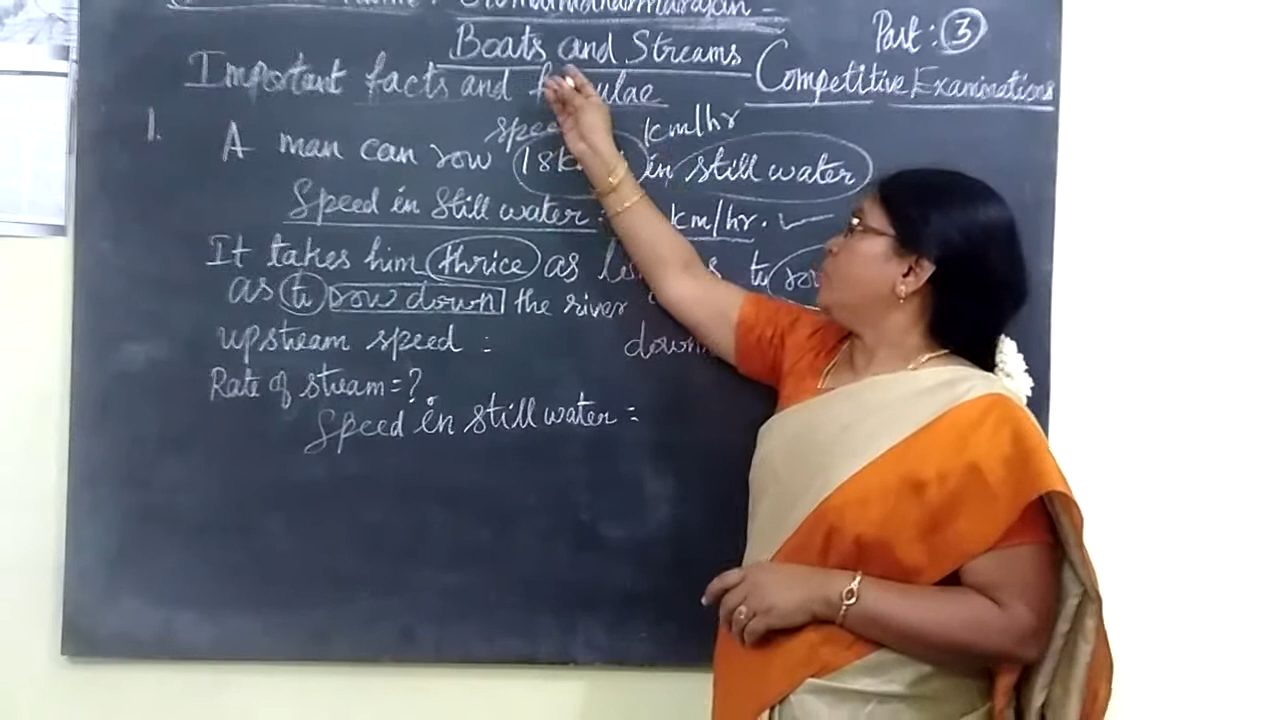 Boats and Streams
Part: 3
Important facts and
Competitive Examinations
km/hr
1. A man can row 18 in still water
Speed in still water = km/hr. ✓
It takes him thrice as
as to row down the river
upstream speed :
Rate of stream = ?
Speed in still water =